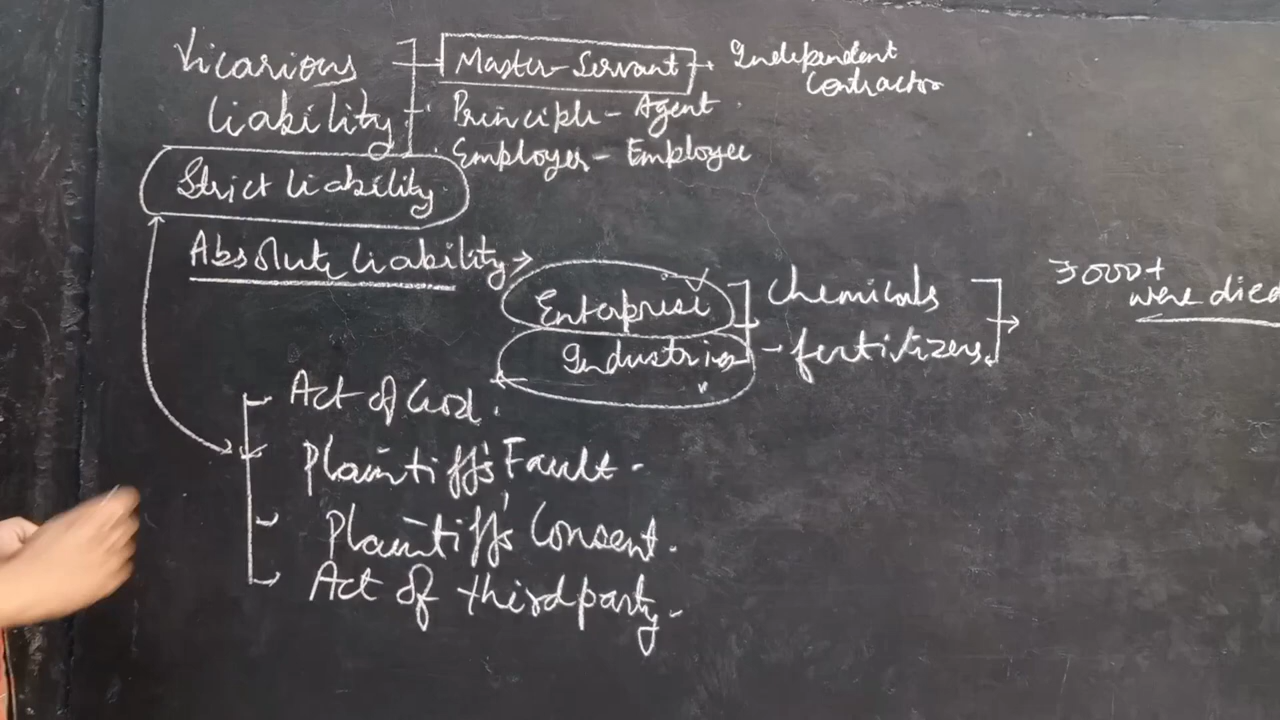 Vicarious Master-Servant Independent
Contractor
liability Principle - Agent
Employer - Employee
Strict liability
Absolute liability
Enterprise Chemicals 3000+
were died
Industries - fertilizers
Act of God.
Plaintiff's Fault -
Plaintiff's Consent.
Act of third party.